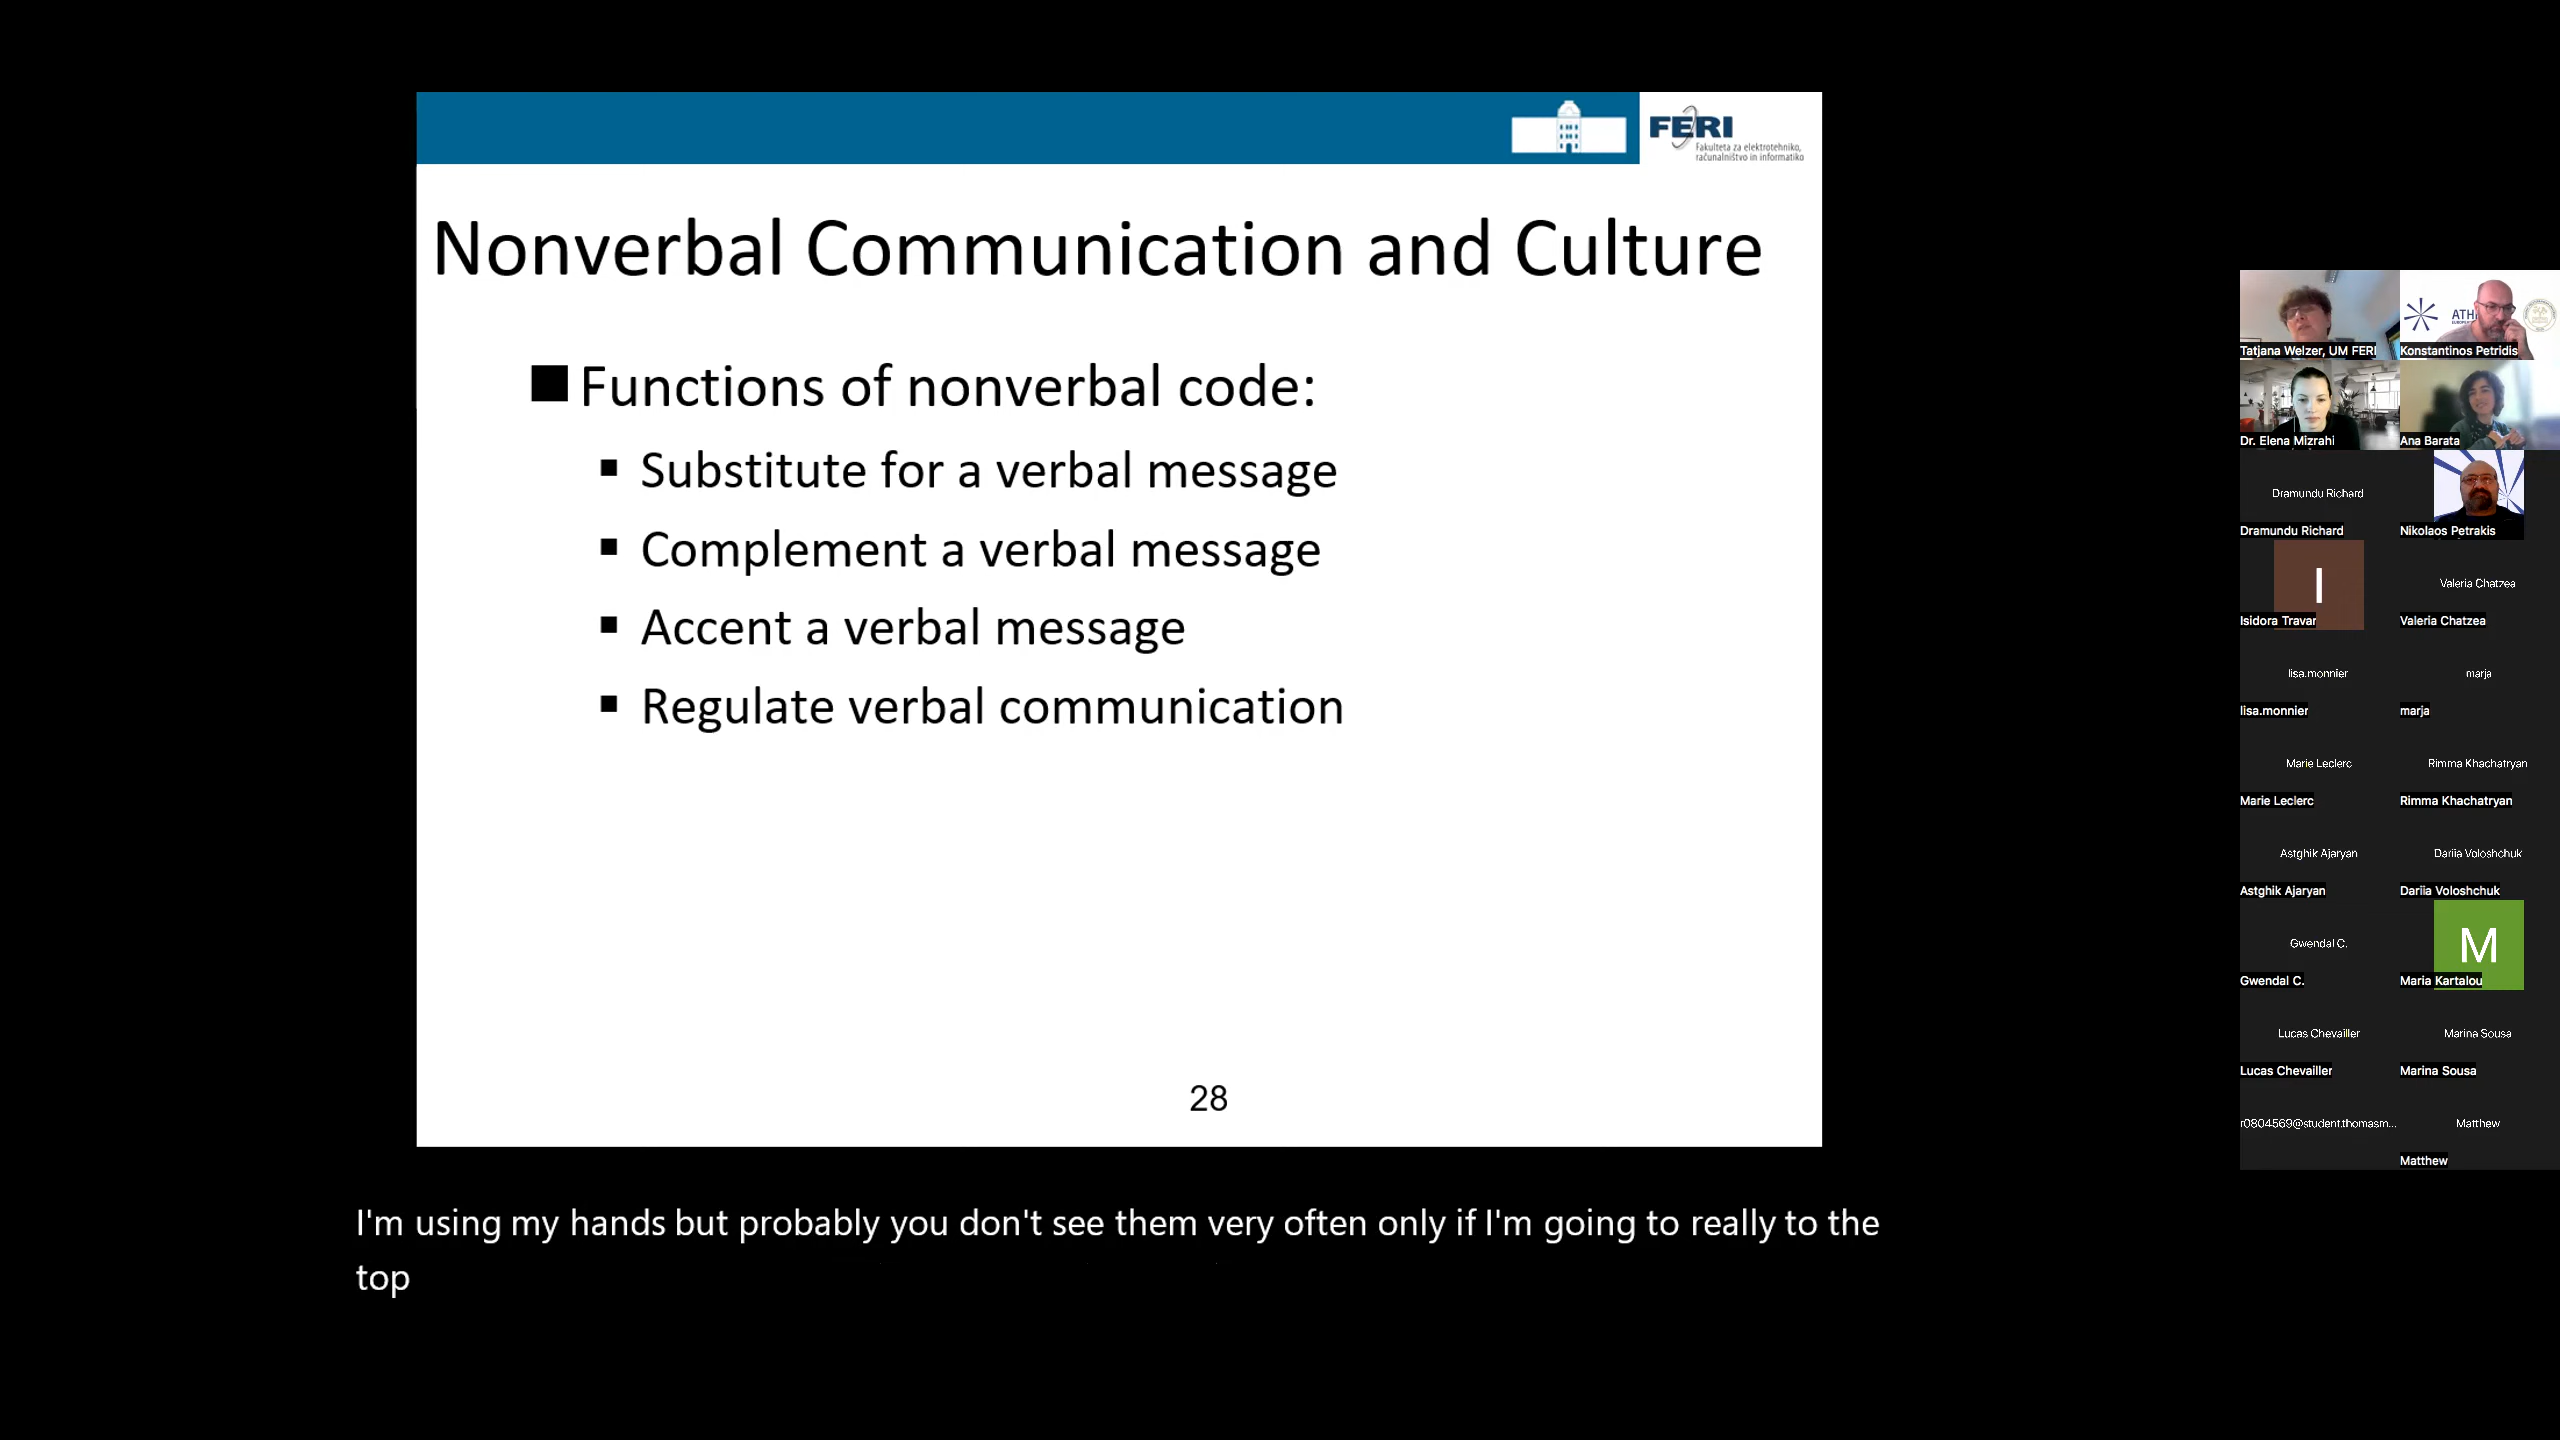 FERI
Fakulteta za elektrotehniko,
računalništvo in informatiko
Nonverbal Communication and Culture
Functions of nonverbal code:
Substitute for a verbal message
Complement a verbal message
Accent a verbal message
Regulate verbal communication
28
I'm using my hands but probably you don't see them very often only if I'm going to really to the
top
Tatjana Welzer, UM FERI
Konstantinos Petridis
Dr. Elena Mizrahi
Ana Barata
Dramundu Richard
Dramundu Richard
Nikolaos Petrakis
I
Isidora Travar
Valeria Chatzea
Valeria Chatzea
lisa.monnier
marja
lisa.monnier
marja
Marie Leclerc
Rimma Khachatryan
Marie Leclerc
Rimma Khachatryan
Astghik Ajaryan
Dariia Voloshchuk
Astghik Ajaryan
Dariia Voloshchuk
Gwendal C.
M
Gwendal C.
Maria Kartalou
Lucas Chevailler
Marina Sousa
Lucas Chevailler
Marina Sousa
r0804569@student.thomasm...
Matthew
Matthew